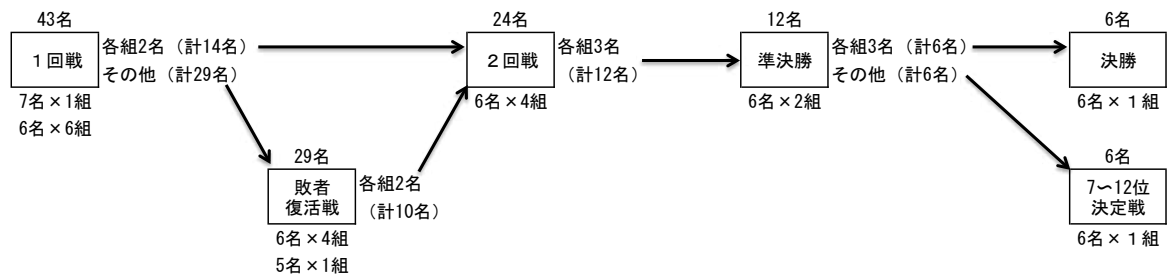 43名
1回戦
7名×1組
6名×6組
各組2名（計14名）
その他（計29名）
29名
敗者
復活戦
6名×4組
5名×1組
各組2名
（計10名）
24名
2回戦
6名×4組
各組3名
（計12名）
12名
準決勝
6名×2組
各組3名（計6名）
その他（計6名）
6名
決勝
6名×１組
6名
7～12位
決定戦
6名×１組